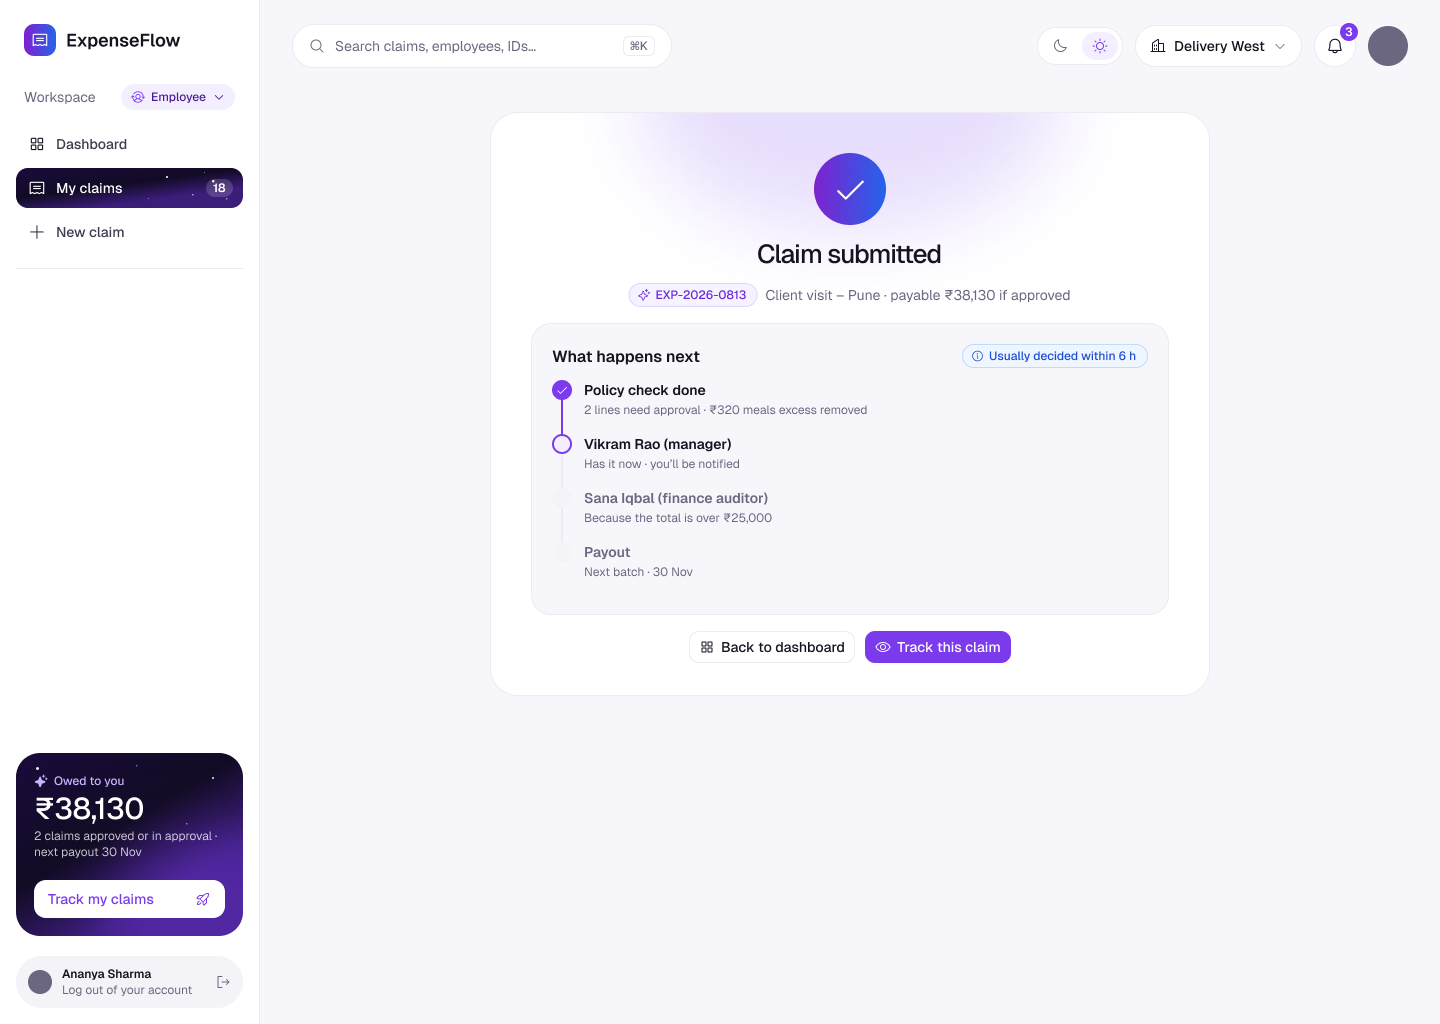 ExpenseFlow
Search claims, employees, IDs...
⌘K
Delivery West
3
Workspace
Employee
Dashboard
My claims
18
New claim
Claim submitted
EXP-2026-0813
Client visit – Pune · payable ₹38,130 if approved
What happens next
Usually decided within 6 h
Policy check done
2 lines need approval · ₹320 meals excess removed
Vikram Rao (manager)
Has it now · you'll be notified
Sana Iqbal (finance auditor)
Because the total is over ₹25,000
Payout
Next batch · 30 Nov
Back to dashboard
Track this claim
Owed to you
₹38,130
2 claims approved or in approval ·
next payout 30 Nov
Track my claims
Ananya Sharma
Log out of your account